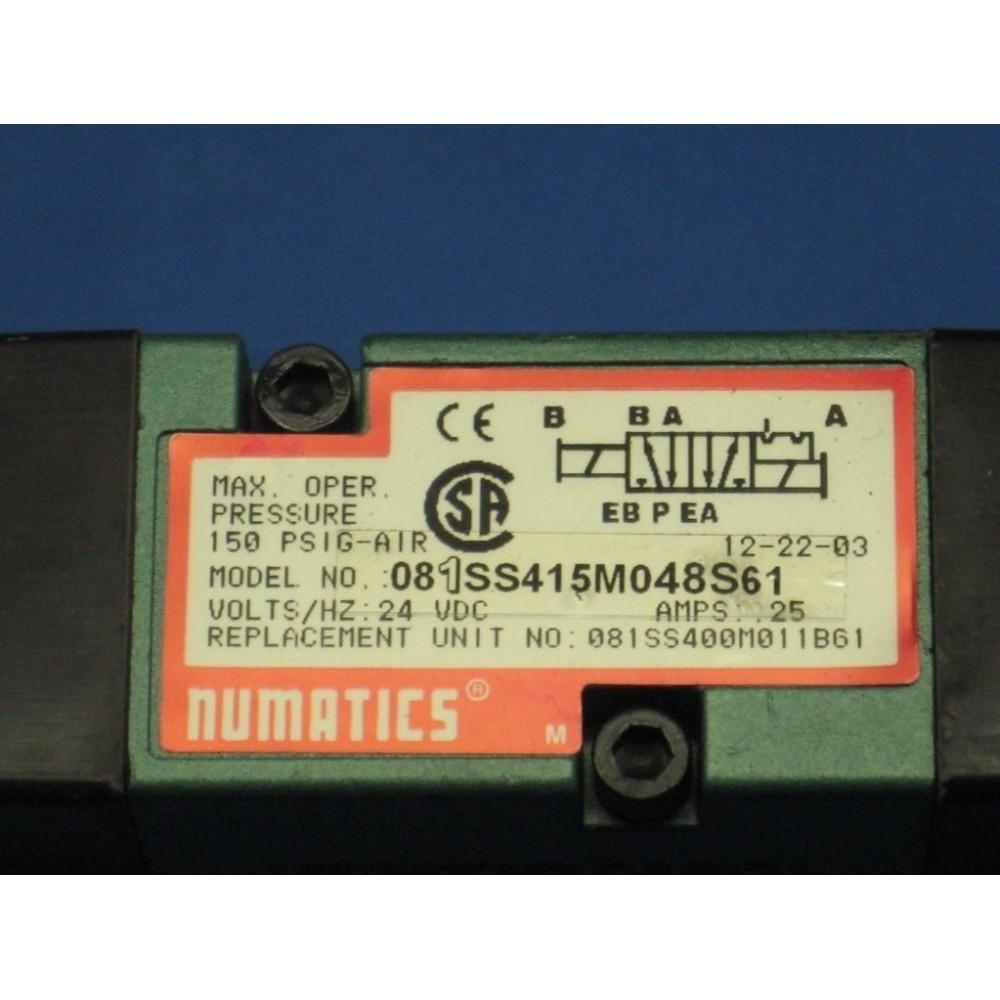 CE
B B A A
MAX. OPER.
PRESSURE
150 PSIG-AIR
SA
EB P EA
12-22-03
MODEL NO.:081SS415M048S61
VOLTS/HZ:24 VDC AMPS:.25
REPLACEMENT UNIT NO:081SS400M011B61
NUMATICS®
M